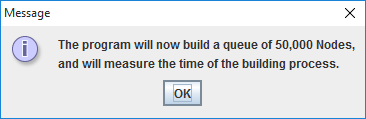 Message
The program will now build a queue of 50,000 Nodes,
and will measure the time of the building process.
OK